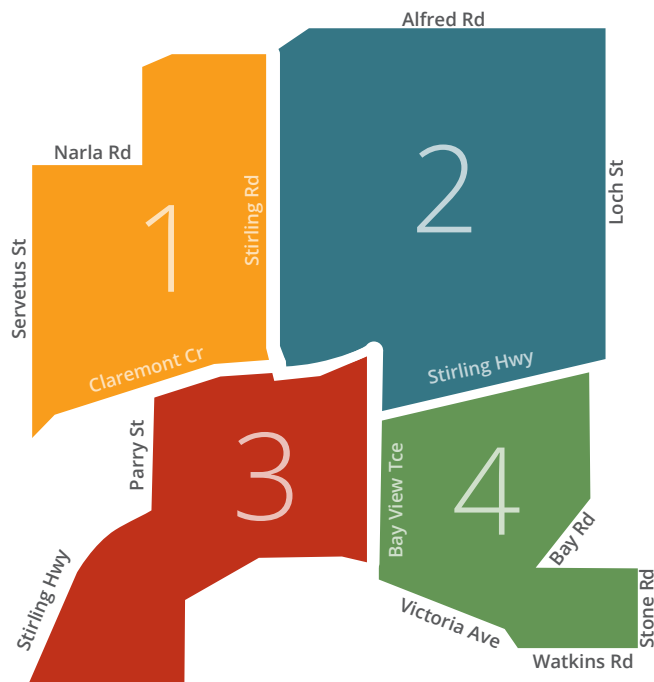 Alfred Rd
Narla Rd
Stirling Rd
2
Loch St
1
Servetus St
Claremont Cr
Stirling Hwy
Parry St
3
Bay View Tce
4
Bay Rd
Stirling Hwy
Victoria Ave
Stone Rd
Watkins Rd